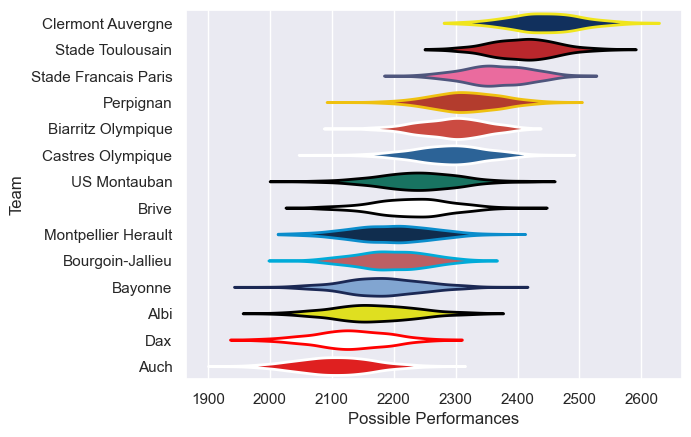 Clermont Auvergne
Stade Toulousain
Stade Francais Paris
Perpignan
Biarritz Olympique
Castres Olympique
US Montauban
Brive
Montpellier Herault
Bourgoin-Jallieu
Bayonne
Albi
Dax
Auch
Team
1900 2000 2100 2200 2300 2400 2500 2600
Possible Performances